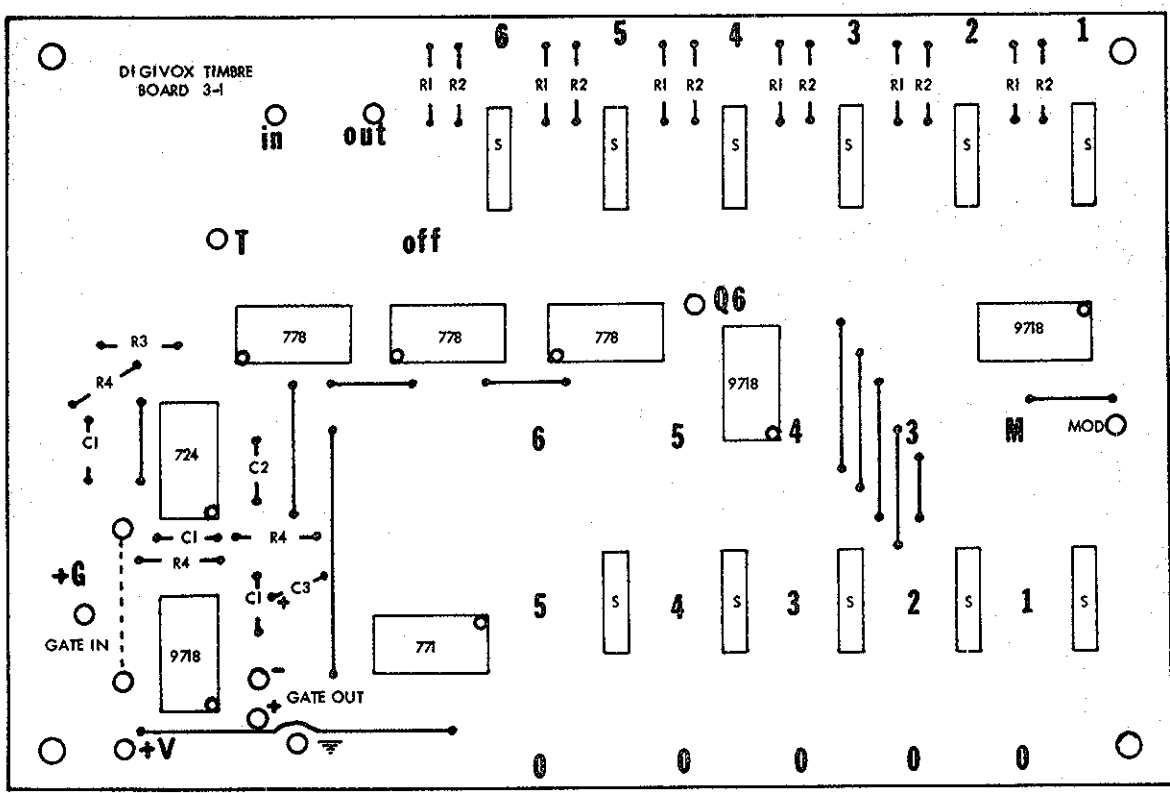 6 5 4 3 2 1
DIGIVOX TIMBRE
BOARD 3-1
R1 R2 R1 R2 R1 R2 R1 R2 R1 R2 R1 R2
in out
S S S S S S
T off
Q6
778 778 778 9718
R3
R4
9718
6 5 4 3 M MOD
C1 724 C2
C1 R4
R4
+G
C1 + C3
5 S 4 S 3 S 2 S 1 S
GATE IN
9718 771
-
GATE OUT
+
+V
0 0 0 0 0